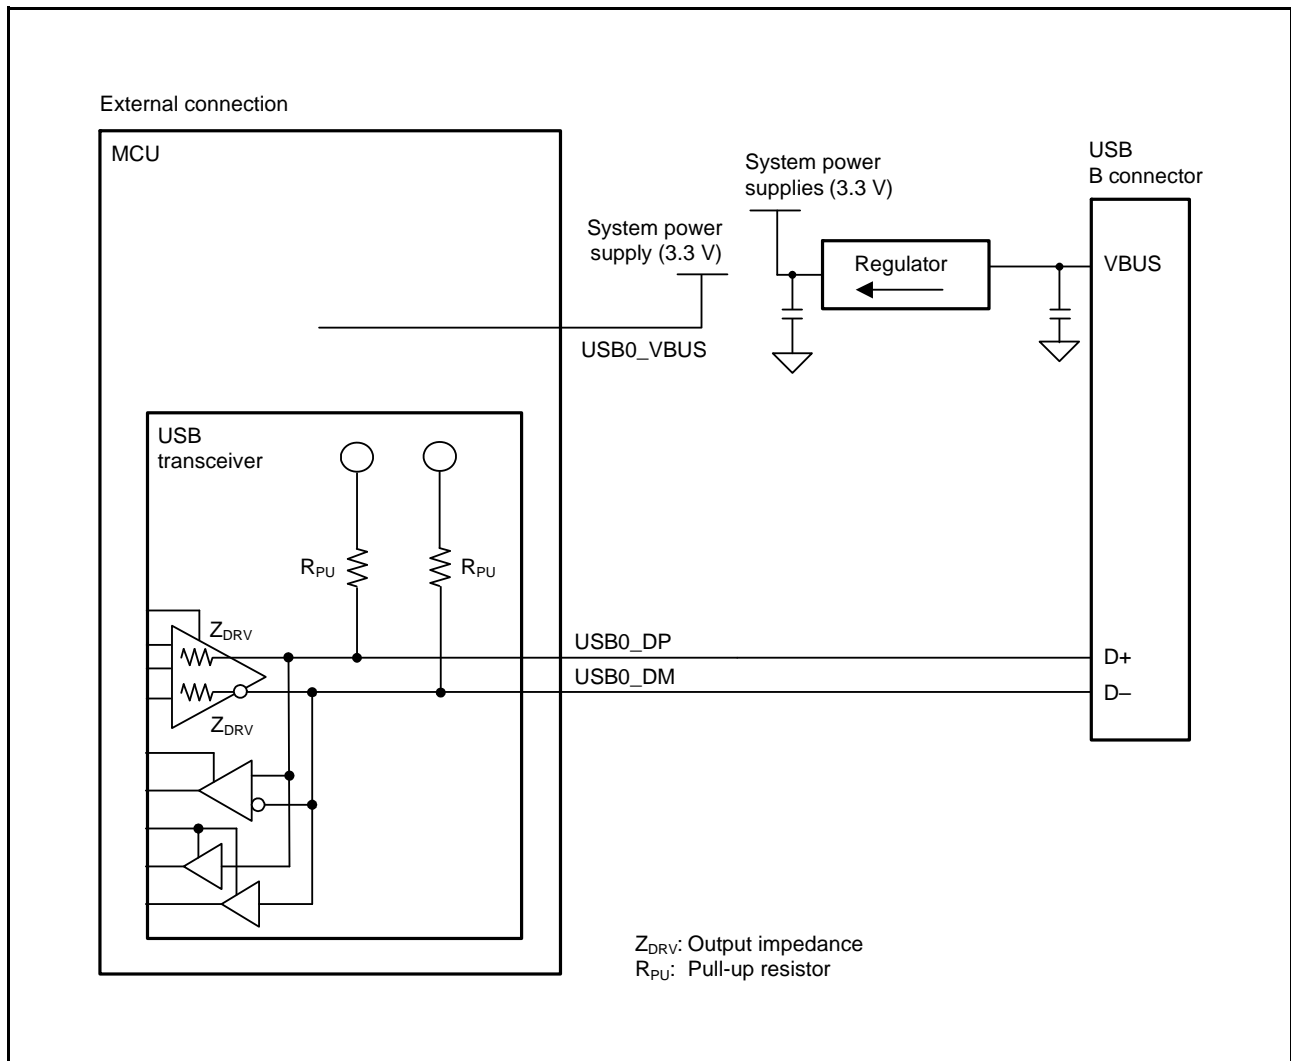 External connection
MCU
USB
B connector
System power
supplies (3.3 V)
System power
supply (3.3 V)
Regulator
VBUS
USB0_VBUS
USB
transceiver
RPU
RPU
ZDRV
USB0_DP
D+
USB0_DM
D–
ZDRV
ZDRV: Output impedance
RPU: Pull-up resistor